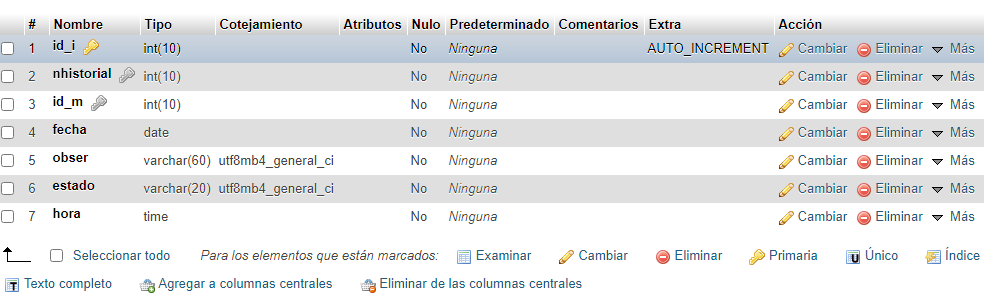 # Nombre Tipo Cotejamiento Atributos Nulo Predeterminado Comentarios Extra Acción
1 id_i int(10) No Ninguna AUTO_INCREMENT Cambiar Eliminar Más
2 nhistorial int(10) No Ninguna Cambiar Eliminar Más
3 id_m int(10) No Ninguna Cambiar Eliminar Más
4 fecha date No Ninguna Cambiar Eliminar Más
5 obser varchar(60) utf8mb4_general_ci No Ninguna Cambiar Eliminar Más
6 estado varchar(20) utf8mb4_general_ci No Ninguna Cambiar Eliminar Más
7 hora time No Ninguna Cambiar Eliminar Más
Seleccionar todo Para los elementos que están marcados: Examinar Cambiar Eliminar Primaria Único Índice
Texto completo Agregar a columnas centrales Eliminar de las columnas centrales